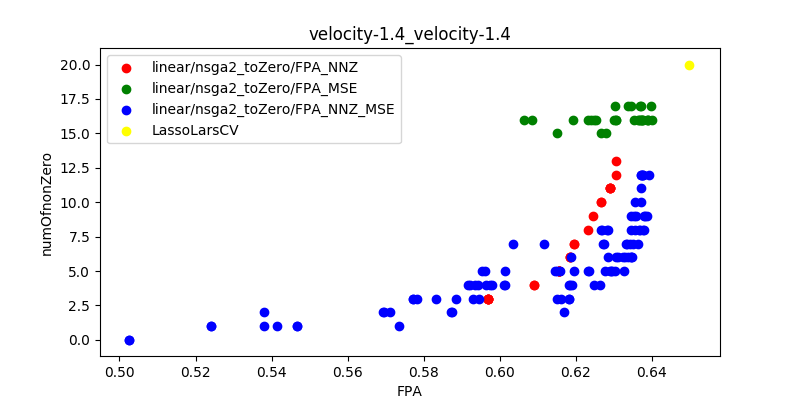 velocity-1.4_velocity-1.4
linear/nsga2_toZero/FPA_NNZ
linear/nsga2_toZero/FPA_MSE
linear/nsga2_toZero/FPA_NNZ_MSE
LassoLarsCV
numOfnonZero
20.0
17.5
15.0
12.5
10.0
7.5
5.0
2.5
0.0
0.50 0.52 0.54 0.56 0.58 0.60 0.62 0.64
FPA